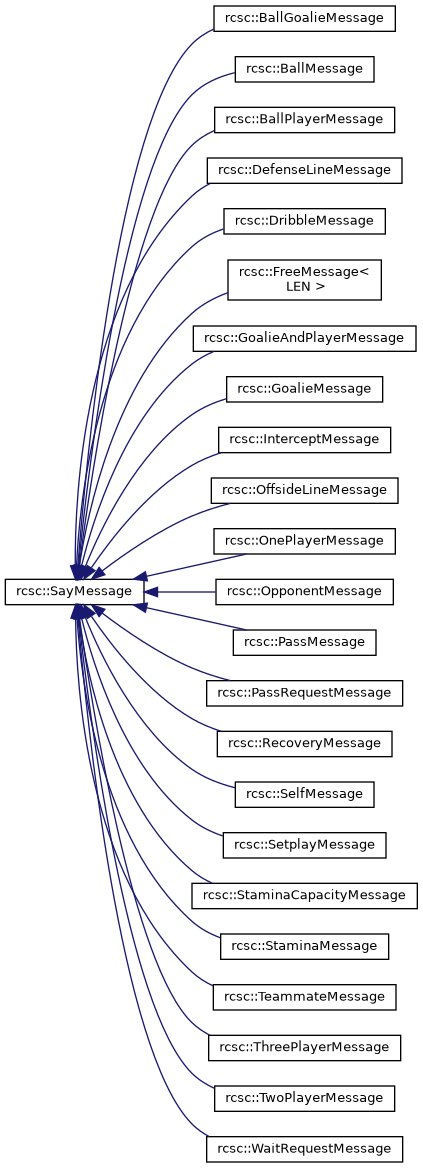 rcsc::BallGoalieMessage
rcsc::BallMessage
rcsc::BallPlayerMessage
rcsc::DefenseLineMessage
rcsc::DribbleMessage
rcsc::FreeMessage<
LEN >
rcsc::GoalieAndPlayerMessage
rcsc::GoalieMessage
rcsc::InterceptMessage
rcsc::OffsideLineMessage
rcsc::OnePlayerMessage
rcsc::SayMessage
rcsc::OpponentMessage
rcsc::PassMessage
rcsc::PassRequestMessage
rcsc::RecoveryMessage
rcsc::SelfMessage
rcsc::SetplayMessage
rcsc::StaminaCapacityMessage
rcsc::StaminaMessage
rcsc::TeammateMessage
rcsc::ThreePlayerMessage
rcsc::TwoPlayerMessage
rcsc::WaitRequestMessage